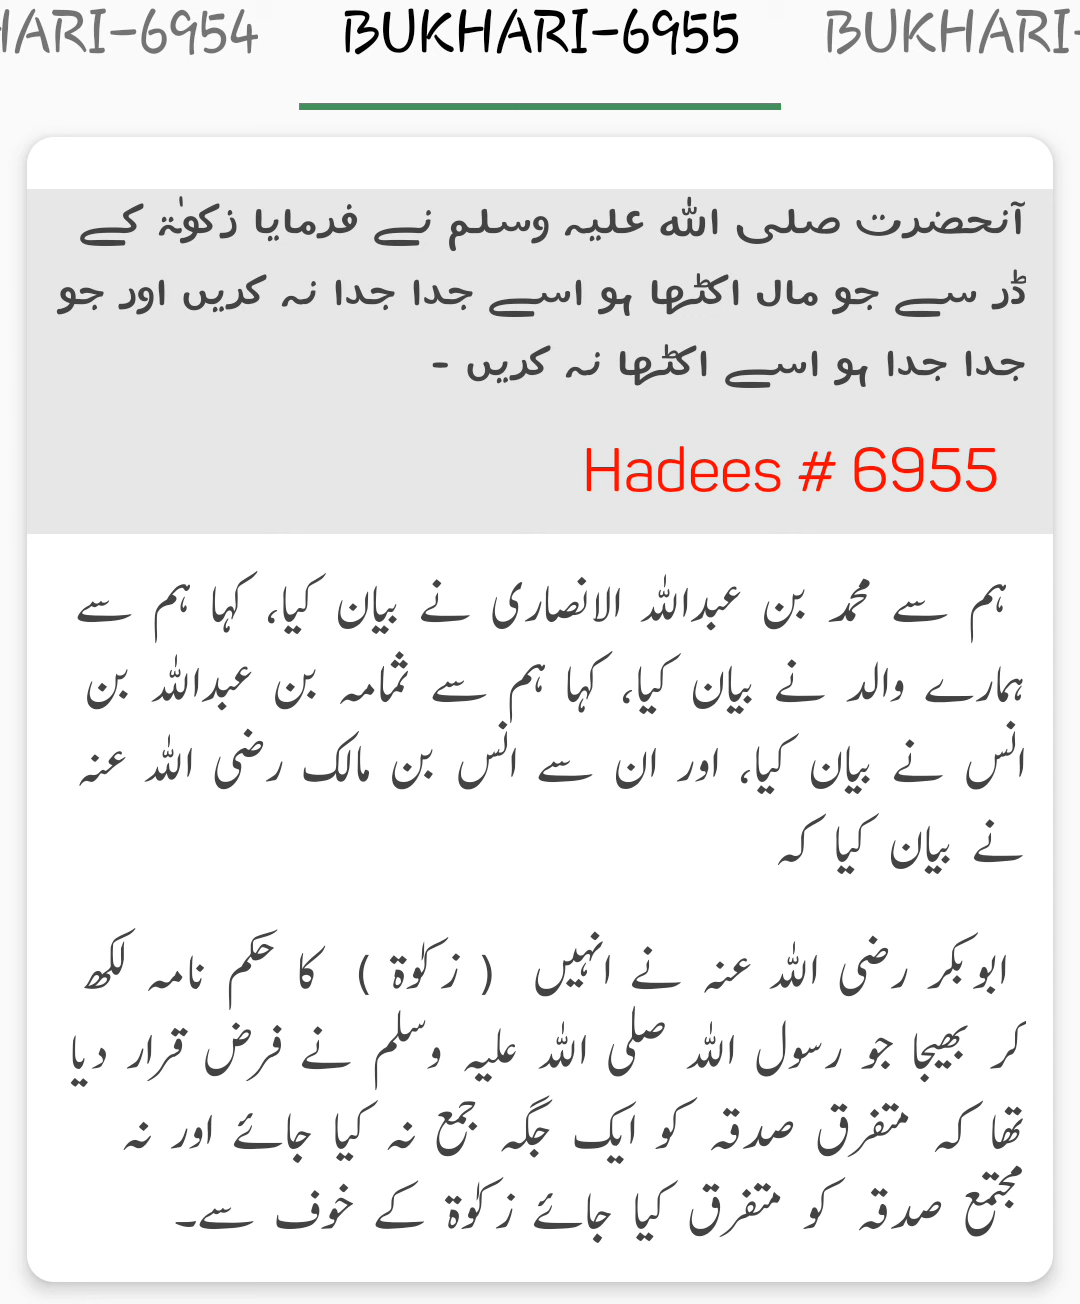 HARI-6954 BUKHARI-6955 BUKHARI-
آنحضرت صلی اللہ علیہ وسلم نے فرمایا زکوٰۃ کے
ڈر سے جو مال اکٹھا ہو اسے جدا جدا نہ کریں اور جو
جدا جدا ہو اسے اکٹھا نہ کریں -
Hadees # 6955
ہم سے محمد بن عبداللہ الانصاری نے بیان کیا، کہا ہم سے
ہمارے والد نے بیان کیا، کہا ہم سے ثمامہ بن عبداللہ بن
انس نے بیان کیا، اور ان سے انس بن مالک رضی اللہ عنہ
نے بیان کیا کہ
ابوبکر رضی اللہ عنہ نے انہیں ( زکوٰۃ ) کا حکم نامہ لکھ
کر بھیجا جو رسول اللہ صلی اللہ علیہ وسلم نے فرض قرار دیا
تھا کہ متفرق صدقہ کو ایک جگہ جمع نہ کیا جائے اور نہ
مجتمع صدقہ کو متفرق کیا جائے زکوٰۃ کے خوف سے۔